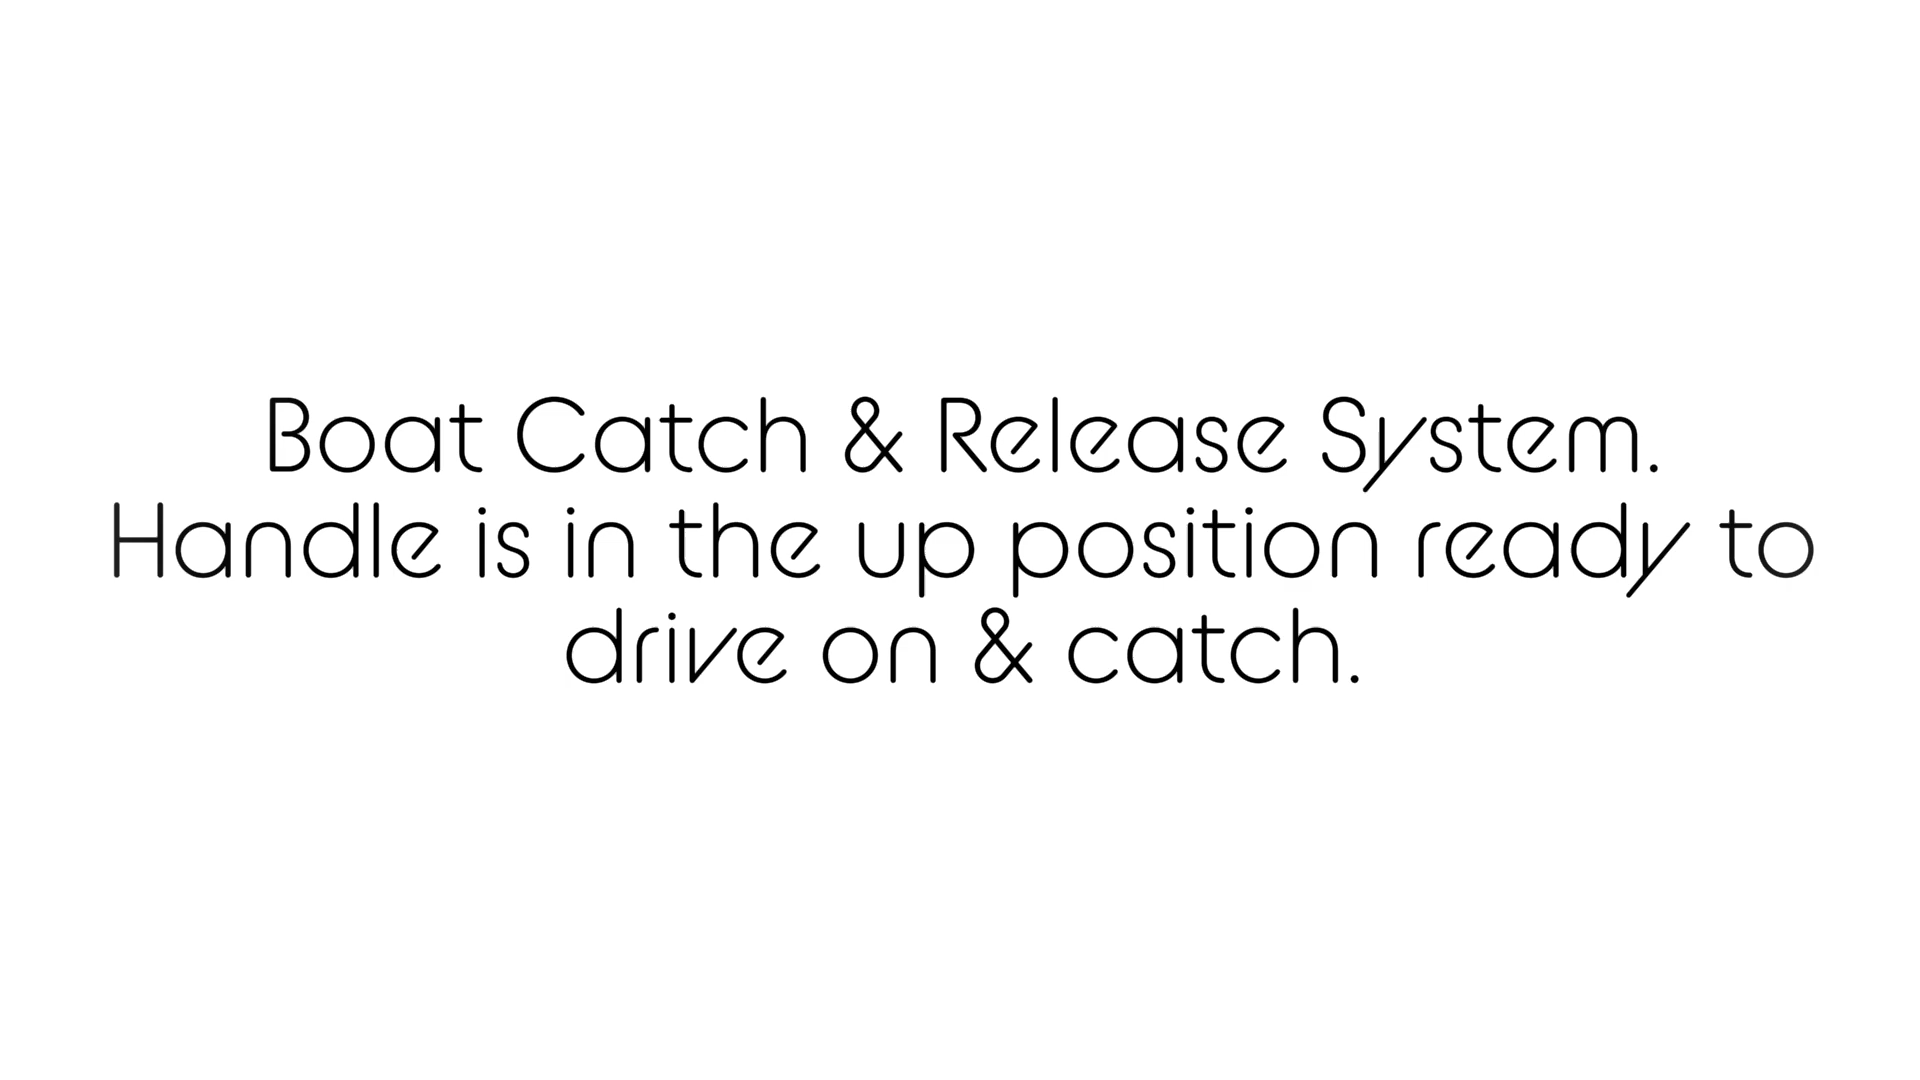 Boat Catch & Release System.
Handle is in the up position ready to
drive on & catch.